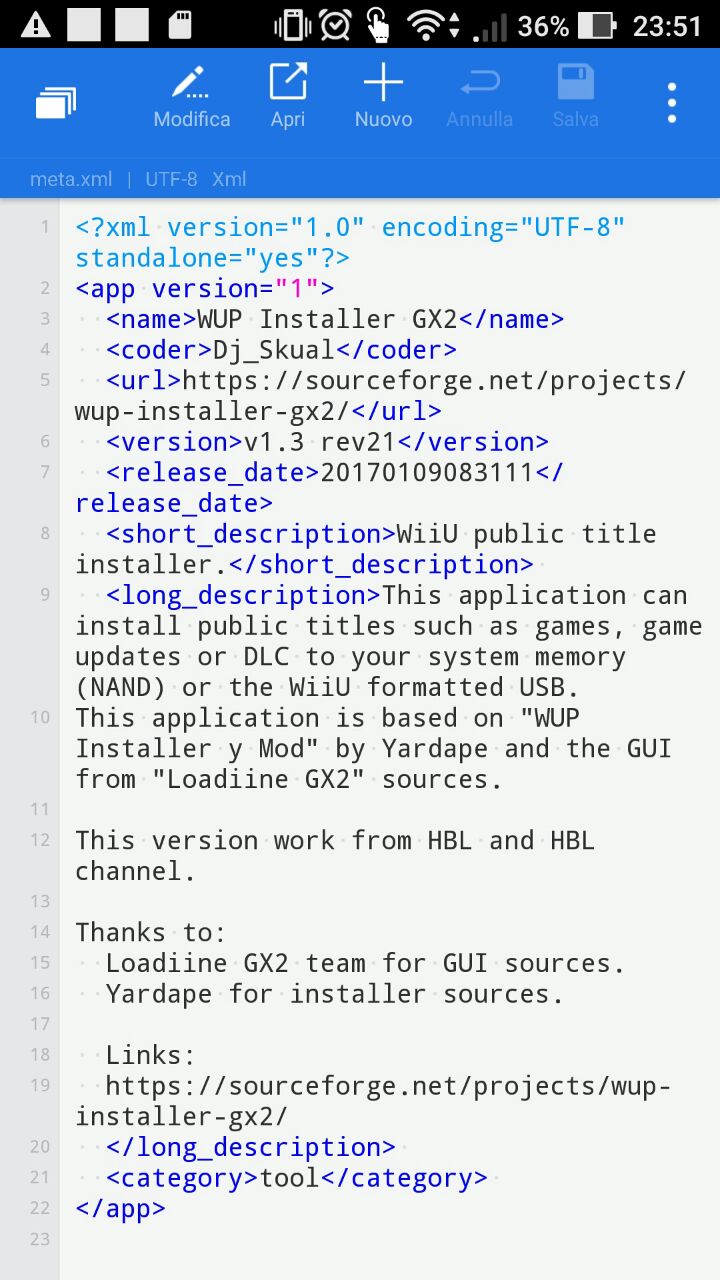 36% 23:51
Modifica Apri Nuovo Annulla Salva
meta.xml | UTF-8 Xml
1 <?xml version="1.0" encoding="UTF-8"
standalone="yes"?>
2 <app version="1">
3 <name>WUP Installer GX2</name>
4 <coder>Dj_Skual</coder>
5 <url>https://sourceforge.net/projects/
wup-installer-gx2/</url>
6 <version>v1.3 rev21</version>
7 <release_date>20170109083111</
release_date>
8 <short_description>WiiU public title
installer.</short_description>
9 <long_description>This application can
install public titles such as games, game
updates or DLC to your system memory
(NAND) or the WiiU formatted USB.
10 This application is based on "WUP
Installer y Mod" by Yardape and the GUI
from "Loadiine GX2" sources.
11
12 This version work from HBL and HBL
channel.
13
14 Thanks to:
15 Loadiine GX2 team for GUI sources.
16 Yardape for installer sources.
17
18 Links:
19 https://sourceforge.net/projects/wup-
installer-gx2/
20 </long_description>
21 <category>tool</category>
22 </app>
23